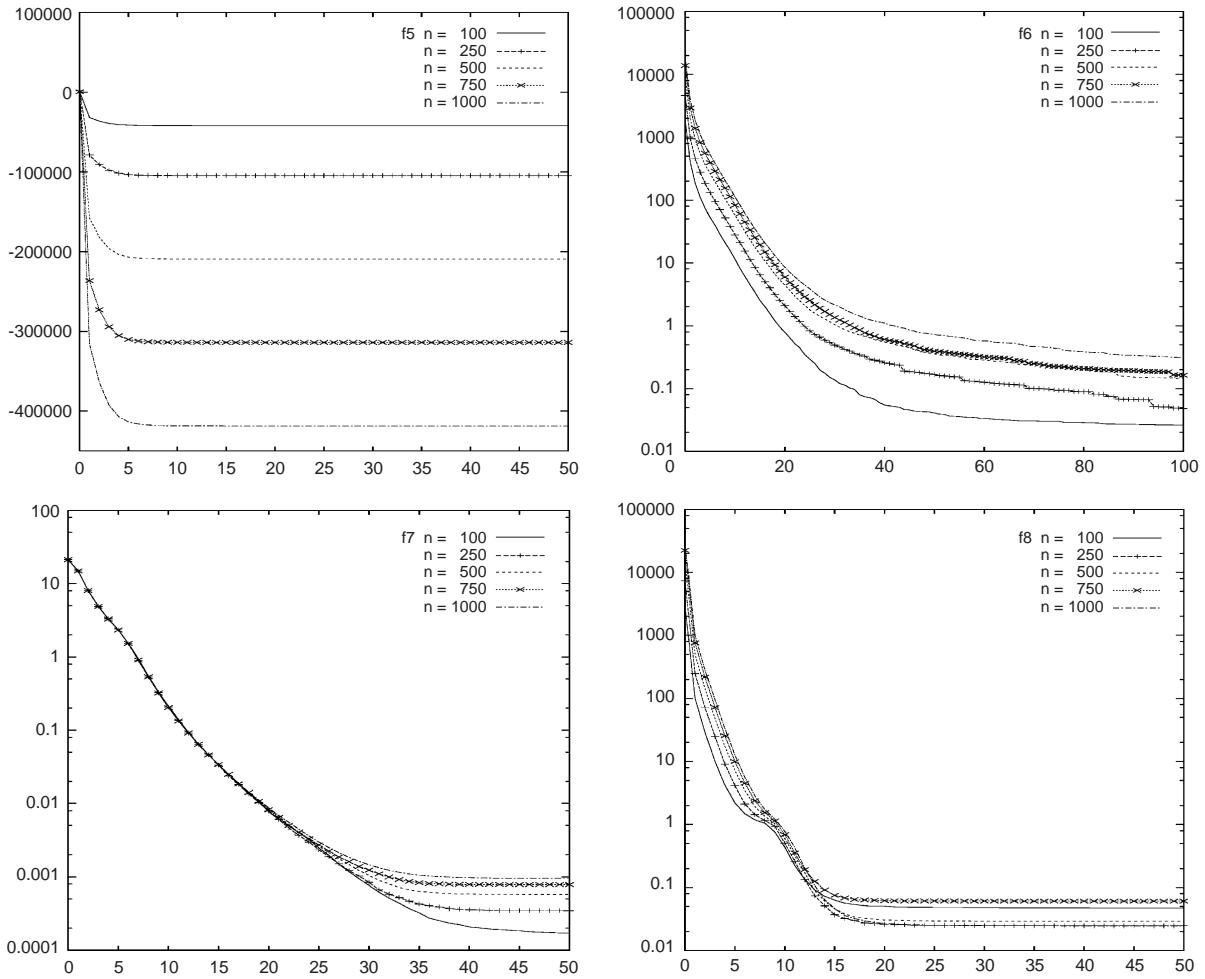 100000
0
-100000
-200000
-300000
-400000
f5 n = 100
n = 250
n = 500
n = 750
n = 1000
0 5 10 15 20 25 30 35 40 45 50
100000
10000
1000
100
10
1
0.1
0.01
f6 n = 100
n = 250
n = 500
n = 750
n = 1000
0 20 40 60 80 100
100
10
1
0.1
0.01
0.001
0.0001
f7 n = 100
n = 250
n = 500
n = 750
n = 1000
0 5 10 15 20 25 30 35 40 45 50
100000
10000
1000
100
10
1
0.1
0.01
f8 n = 100
n = 250
n = 500
n = 750
n = 1000
0 5 10 15 20 25 30 35 40 45 50